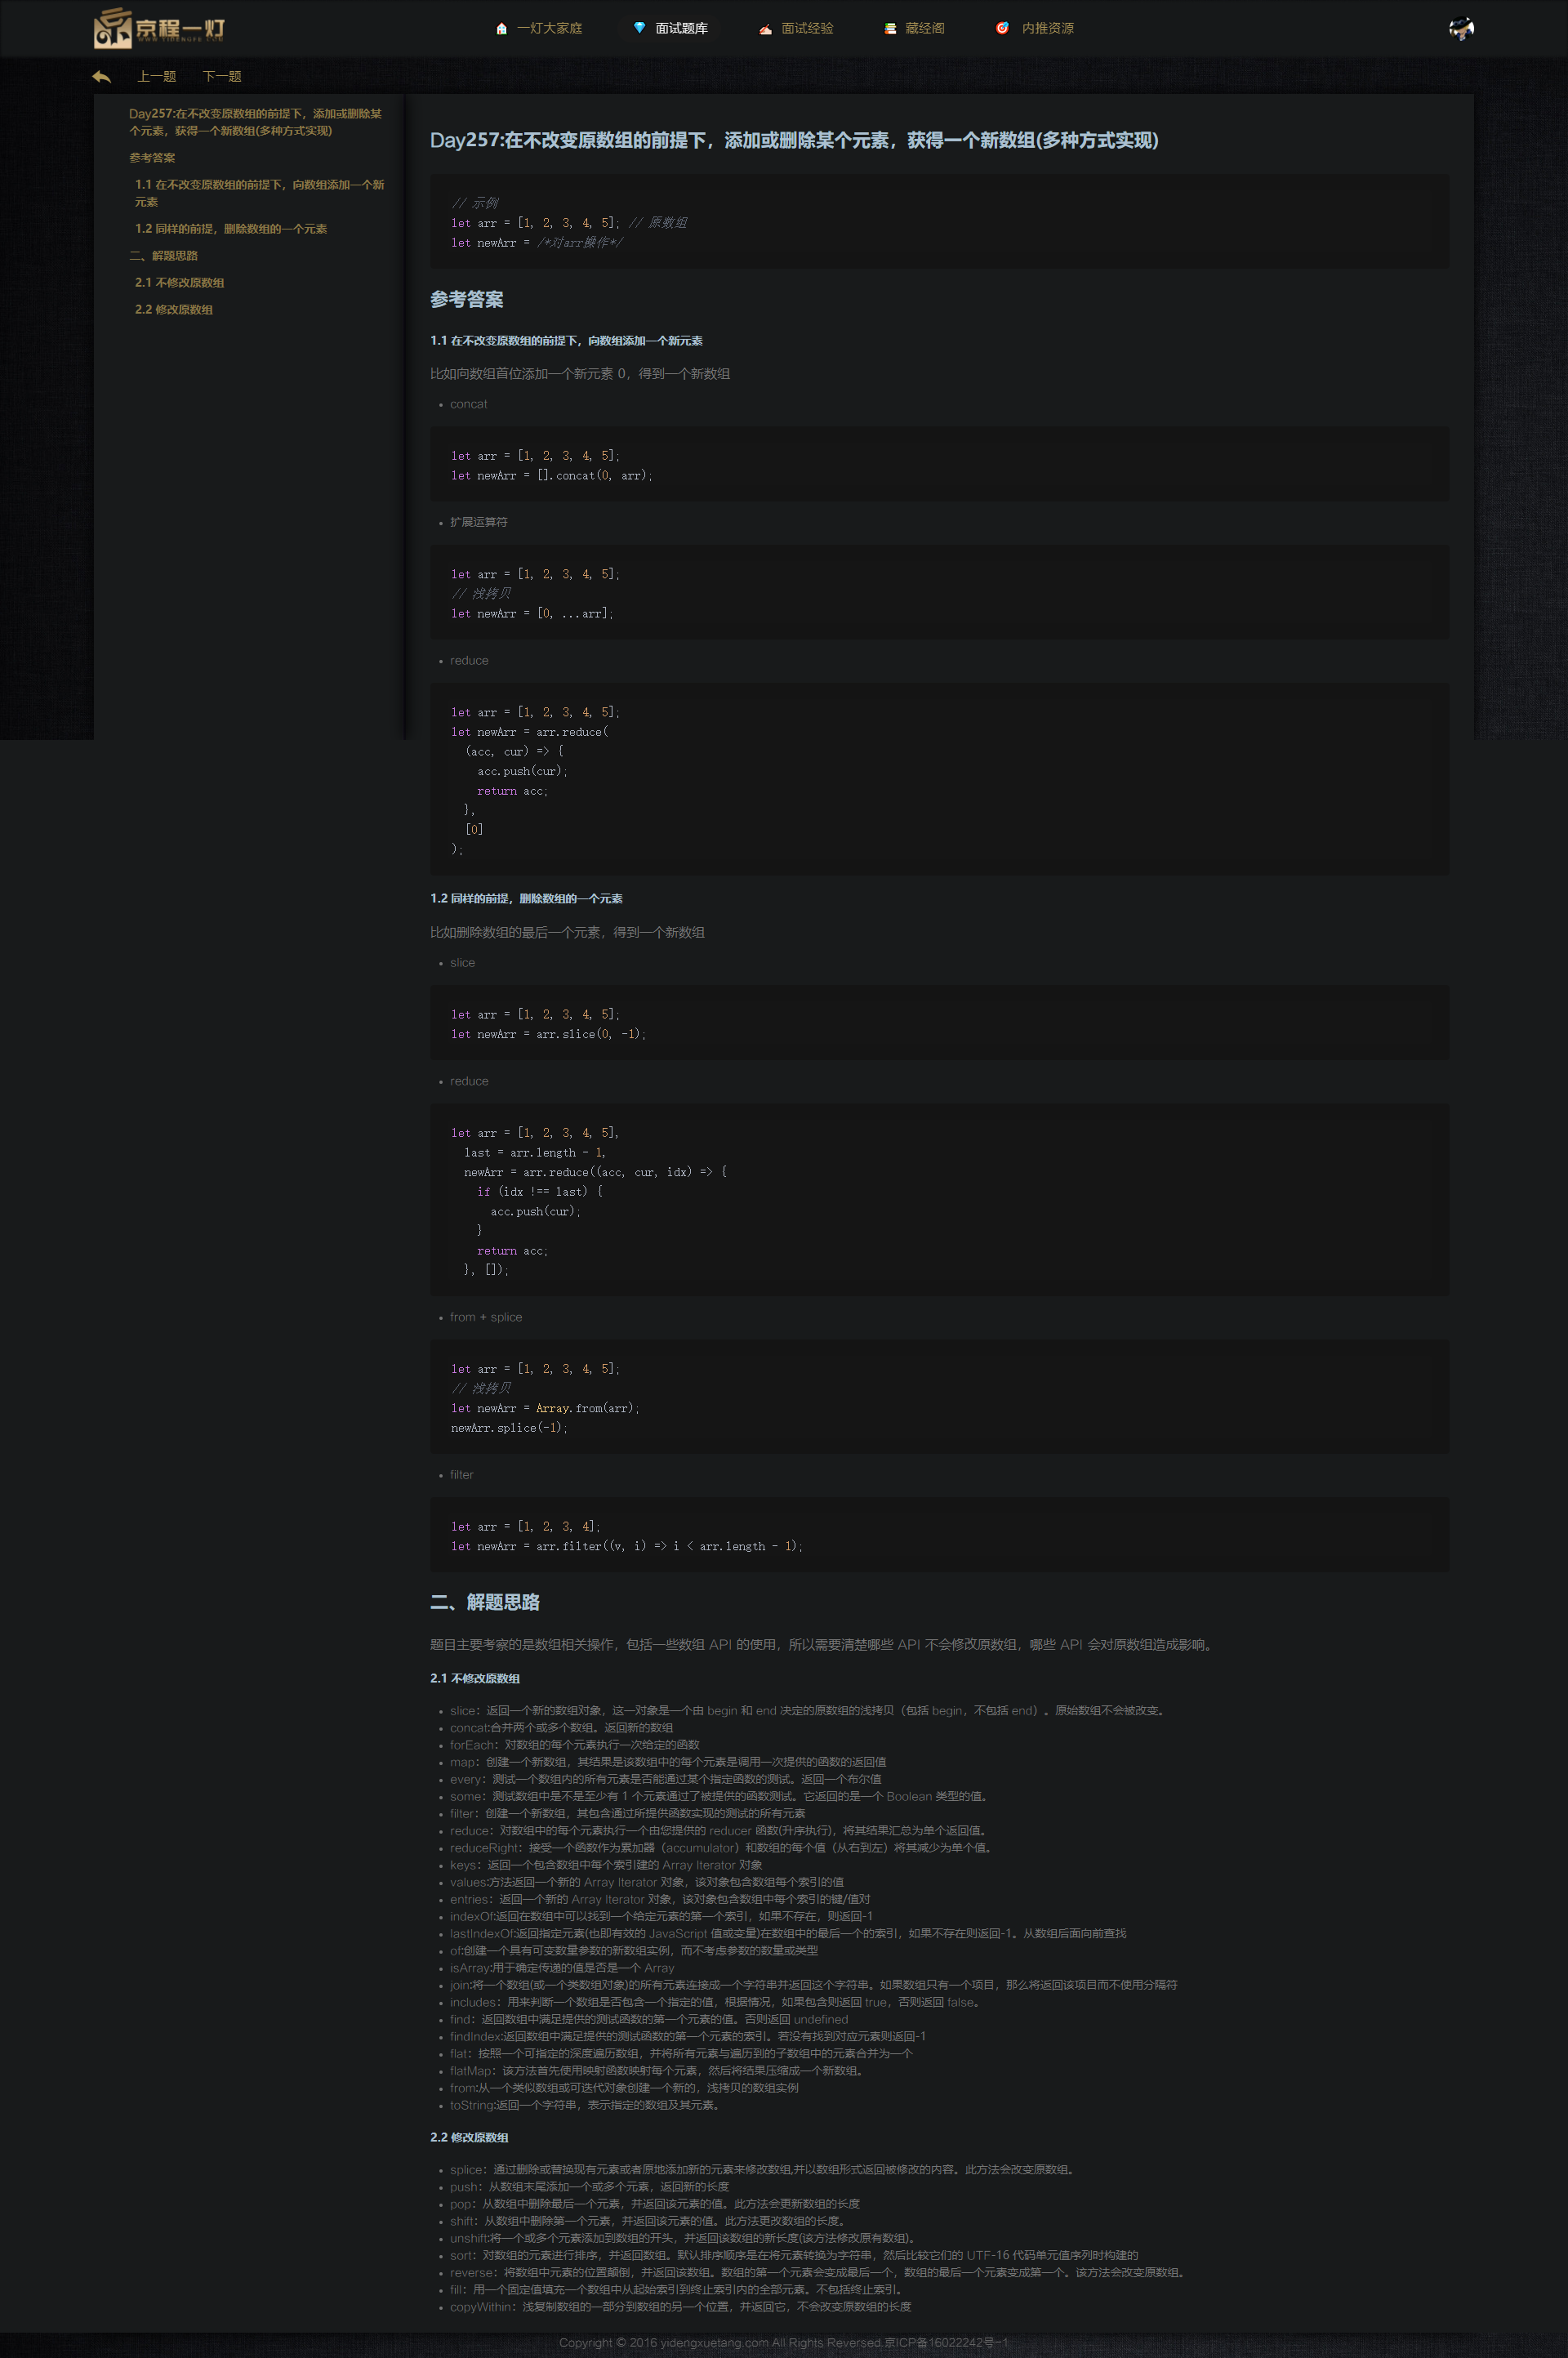 京程一灯
WWW.YIDENGFE.COM
一灯大家庭
面试题库
面试经验
藏经阁
内推资源
上一题
下一题
Day257:在不改变原数组的前提下，添加或删除某
个元素，获得一个新数组(多种方式实现)
参考答案
1.1 在不改变原数组的前提下，向数组添加一个新
元素
1.2 同样的前提，删除数组的一个元素
二、解题思路
2.1 不修改原数组
2.2 修改原数组
Day257:在不改变原数组的前提下，添加或删除某个元素，获得一个新数组(多种方式实现)
// 示例
let arr = [1, 2, 3, 4, 5]; // 原数组
let newArr = /*对arr操作*/
参考答案
1.1 在不改变原数组的前提下，向数组添加一个新元素
比如向数组首位添加一个新元素 0，得到一个新数组
• concat
let arr = [1, 2, 3, 4, 5];
let newArr = [].concat(0, arr);
• 扩展运算符
let arr = [1, 2, 3, 4, 5];
// 浅拷贝
let newArr = [0, ...arr];
• reduce
let arr = [1, 2, 3, 4, 5];
let newArr = arr.reduce(
  (acc, cur) => {
    acc.push(cur);
    return acc;
  },
  [0]
);
1.2 同样的前提，删除数组的一个元素
比如删除数组的最后一个元素，得到一个新数组
• slice
let arr = [1, 2, 3, 4, 5];
let newArr = arr.slice(0, -1);
• reduce
let arr = [1, 2, 3, 4, 5],
  last = arr.length - 1,
  newArr = arr.reduce((acc, cur, idx) => {
    if (idx !== last) {
      acc.push(cur);
    }
    return acc;
  }, []);
• from + splice
let arr = [1, 2, 3, 4, 5];
// 浅拷贝
let newArr = Array.from(arr);
newArr.splice(-1);
• filter
let arr = [1, 2, 3, 4];
let newArr = arr.filter((v, i) => i < arr.length - 1);
二、解题思路
题目主要考察的是数组相关操作，包括一些数组 API 的使用，所以需要清楚哪些 API 不会修改原数组，哪些 API 会对原数组造成影响。
2.1 不修改原数组
• slice：返回一个新的数组对象，这一对象是一个由 begin 和 end 决定的原数组的浅拷贝（包括 begin，不包括 end）。原始数组不会被改变。
• concat:合并两个或多个数组。返回新的数组
• forEach：对数组的每个元素执行一次给定的函数
• map：创建一个新数组，其结果是该数组中的每个元素是调用一次提供的函数的返回值
• every：测试一个数组内的所有元素是否能通过某个指定函数的测试。返回一个布尔值
• some：测试数组中是不是至少有 1 个元素通过了被提供的函数测试。它返回的是一个 Boolean 类型的值。
• filter：创建一个新数组，其包含通过所提供函数实现的测试的所有元素
• reduce：对数组中的每个元素执行一个由您提供的 reducer 函数(升序执行)，将其结果汇总为单个返回值。
• reduceRight：接受一个函数作为累加器（accumulator）和数组的每个值（从右到左）将其减少为单个值。
• keys：返回一个包含数组中每个索引建的 Array Iterator 对象
• values:方法返回一个新的 Array Iterator 对象，该对象包含数组每个索引的值
• entries：返回一个新的 Array Iterator 对象，该对象包含数组中每个索引的键/值对
• indexOf:返回在数组中可以找到一个给定元素的第一个索引，如果不存在，则返回-1
• lastIndexOf:返回指定元素(也即有效的 JavaScript 值或变量)在数组中的最后一个的索引，如果不存在则返回-1。从数组后面向前查找
• of:创建一个具有可变数量参数的新数组实例，而不考虑参数的数量或类型
• isArray:用于确定传递的值是否是一个 Array
• join:将一个数组(或一个类数组对象)的所有元素连接成一个字符串并返回这个字符串。如果数组只有一个项目，那么将返回该项目而不使用分隔符
• includes：用来判断一个数组是否包含一个指定的值，根据情况，如果包含则返回 true，否则返回 false。
• find：返回数组中满足提供的测试函数的第一个元素的值。否则返回 undefined
• findIndex:返回数组中满足提供的测试函数的第一个元素的索引。若没有找到对应元素则返回-1
• flat：按照一个可指定的深度遍历数组，并将所有元素与遍历到的子数组中的元素合并为一个
• flatMap：该方法首先使用映射函数映射每个元素，然后将结果压缩成一个新数组。
• from:从一个类似数组或可迭代对象创建一个新的，浅拷贝的数组实例
• toString:返回一个字符串，表示指定的数组及其元素。
2.2 修改原数组
• splice：通过删除或替换现有元素或者原地添加新的元素来修改数组,并以数组形式返回被修改的内容。此方法会改变原数组。
• push：从数组末尾添加一个或多个元素，返回新的长度
• pop：从数组中删除最后一个元素，并返回该元素的值。此方法会更新数组的长度
• shift：从数组中删除第一个元素，并返回该元素的值。此方法更改数组的长度。
• unshift:将一个或多个元素添加到数组的开头，并返回该数组的新长度(该方法修改原有数组)。
• sort：对数组的元素进行排序，并返回数组。默认排序顺序是在将元素转换为字符串，然后比较它们的 UTF-16 代码单元值序列时构建的
• reverse：将数组中元素的位置颠倒，并返回该数组。数组的第一个元素会变成最后一个，数组的最后一个元素变成第一个。该方法会改变原数组。
• fill：用一个固定值填充一个数组中从起始索引到终止索引内的全部元素。不包括终止索引。
• copyWithin：浅复制数组的一部分到数组的另一个位置，并返回它，不会改变原数组的长度
Copyright © 2016 yidengxuetang.com All Rights Reversed.京ICP备16022242号-1